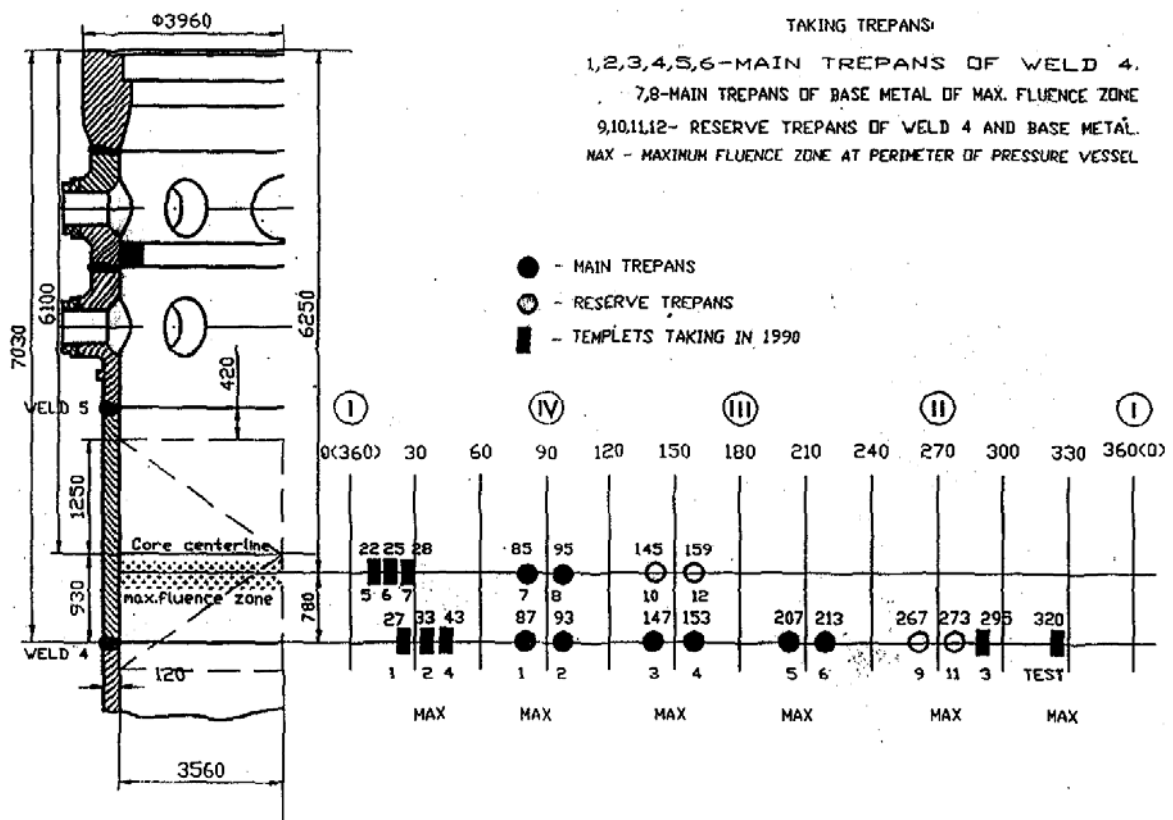 Φ3960
TAKING TREPANS:
1,2,3,4,5,6-MAIN TREPANS OF WELD 4.
7,8-MAIN TREPANS OF BASE METAL OF MAX. FLUENCE ZONE
9,10,11,12- RESERVE TREPANS OF WELD 4 AND BASE METAL.
MAX - MAXIMUM FLUENCE ZONE AT PERIMETER OF PRESSURE VESSEL
- MAIN TREPANS
- RESERVE TREPANS
- TEMPLETS TAKING IN 1990
7030
6100
6250
420
WELD 5
I IV III II I
0(360) 30 60 90 120 150 180 210 240 270 300 330 360(0)
1250
Core centerline
22 25 28 85 95 145 159
max.fluence zone
5 6 7 7 8 10 12
930
780
27 33 43 87 93 147 153 207 213 267 273 295 320
WELD 4
1 2 4 1 2 3 4 5 6 9 11 3 TEST
120
MAX MAX MAX MAX MAX MAX
3560